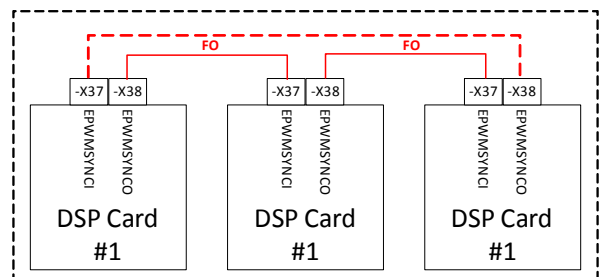 FO FO
-X37 -X38 -X37 -X38 -X37 -X38
EPWMSYNCI EPWMSYNCO EPWMSYNCI EPWMSYNCO EPWMSYNCI EPWMSYNCO
DSP Card DSP Card DSP Card
#1 #1 #1